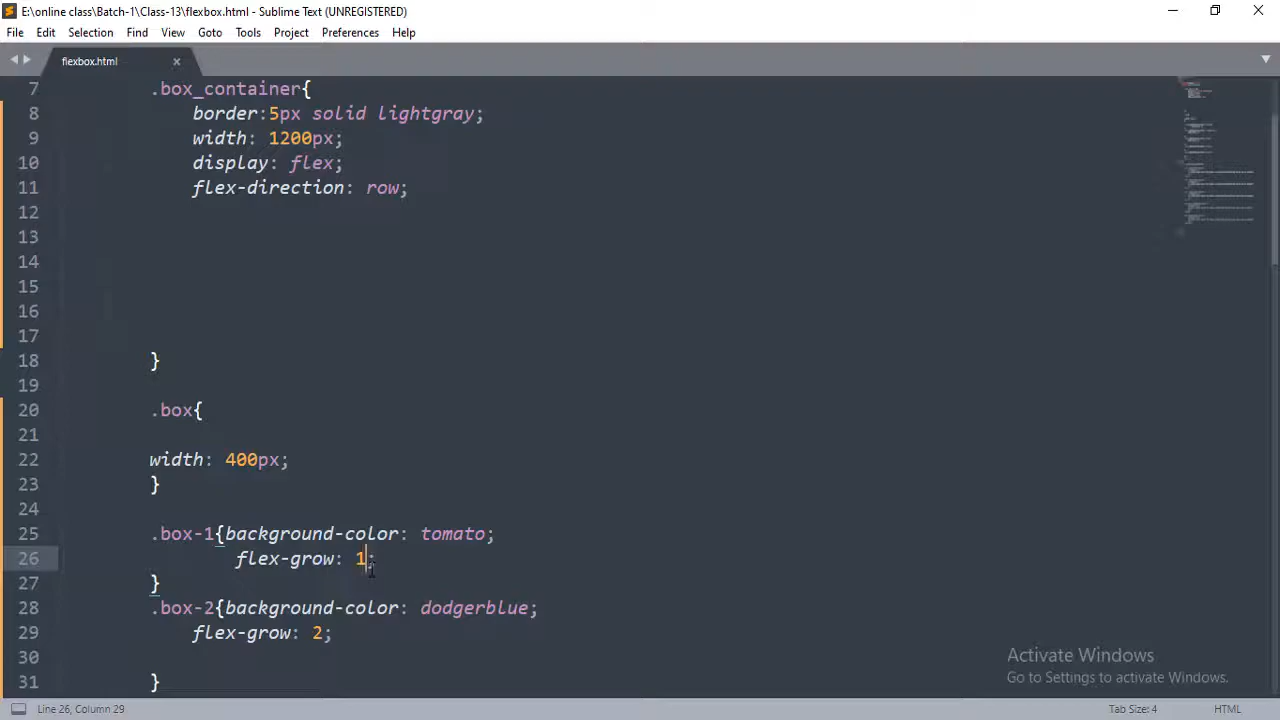 E:\online class\Batch-1\Class-13\flexbox.html - Sublime Text (UNREGISTERED)
File Edit Selection Find View Goto Tools Project Preferences Help
flexbox.html
7 .box_container{
8 border:5px solid lightgray;
9 width: 1200px;
10 display: flex;
11 flex-direction: row;
12
13
14
15
16
17
18 }
19
20 .box{
21
22 width: 400px;
23 }
24
25 .box-1{background-color: tomato;
26 flex-grow: 1;
27 }
28 .box-2{background-color: dodgerblue;
29 flex-grow: 2;
30
31 }
Activate Windows
Go to Settings to activate Windows.
Line 26, Column 29 Tab Size: 4 HTML